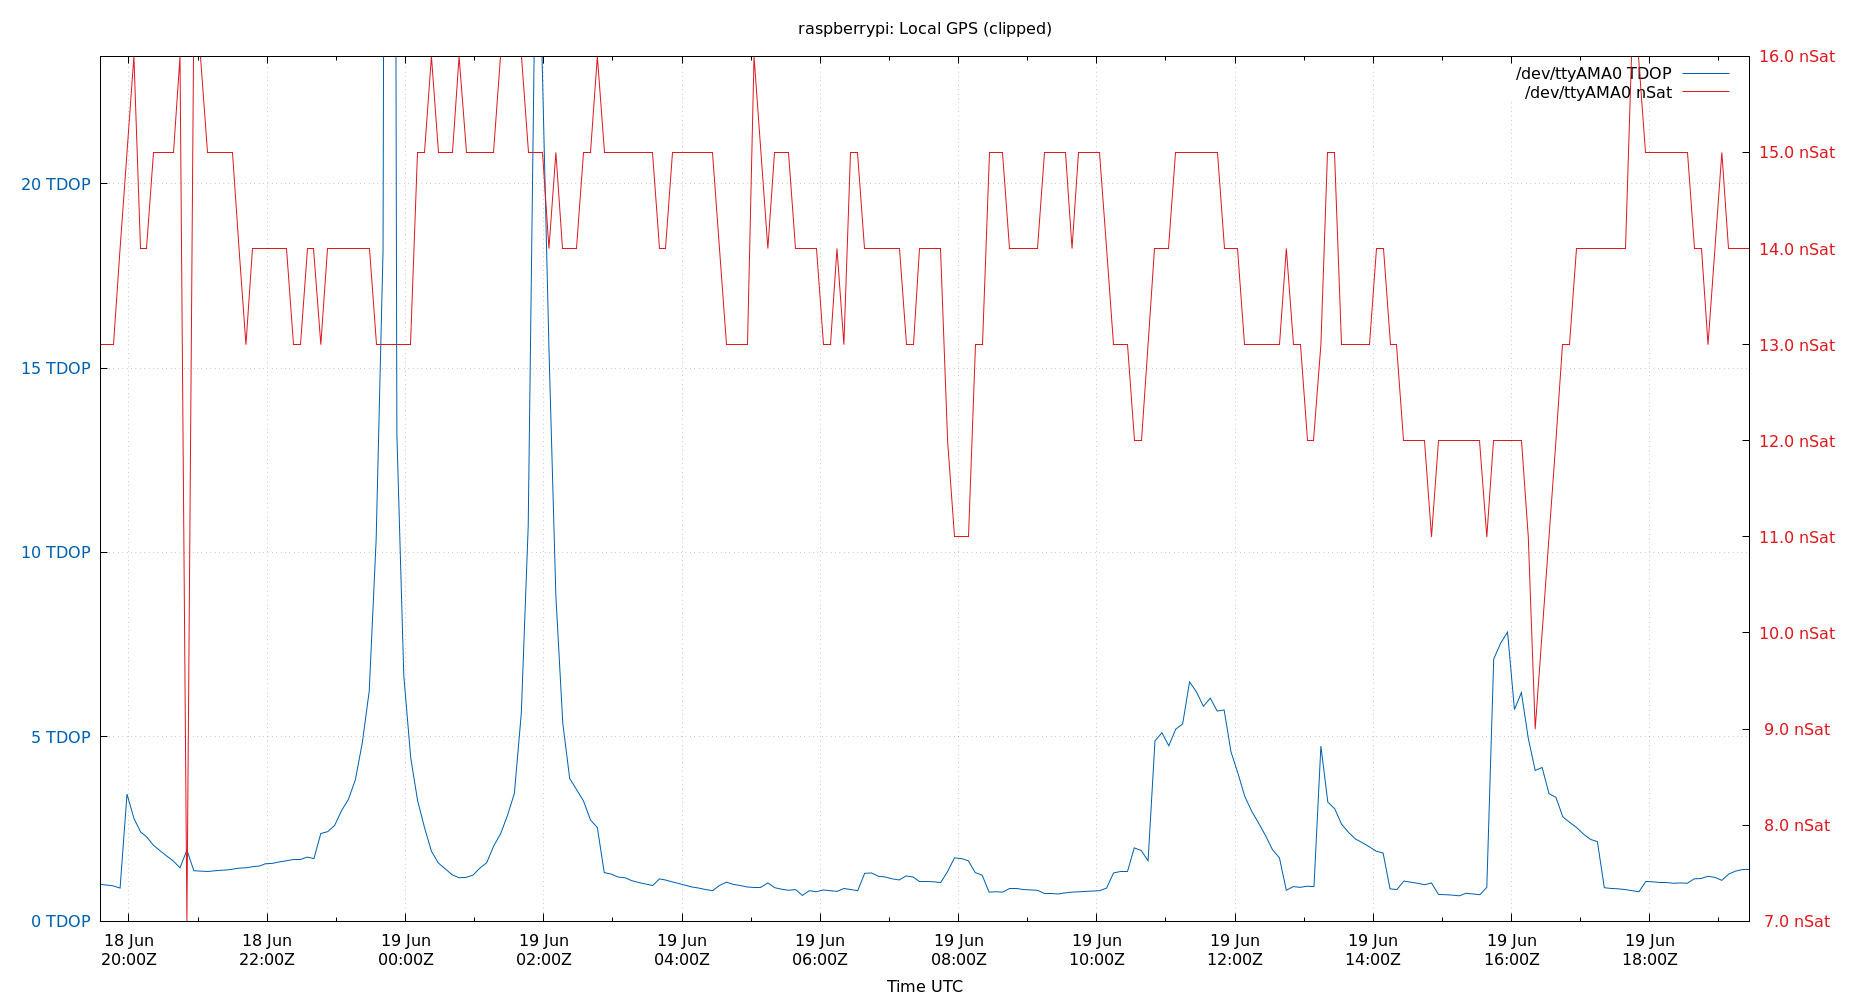 raspberrypi: Local GPS (clipped)
/dev/ttyAMA0 TDOP
/dev/ttyAMA0 nSat
20 TDOP
15 TDOP
10 TDOP
5 TDOP
0 TDOP
16.0 nSat
15.0 nSat
14.0 nSat
13.0 nSat
12.0 nSat
11.0 nSat
10.0 nSat
9.0 nSat
8.0 nSat
7.0 nSat
18 Jun
20:00Z
18 Jun
22:00Z
19 Jun
00:00Z
19 Jun
02:00Z
19 Jun
04:00Z
19 Jun
06:00Z
19 Jun
08:00Z
19 Jun
10:00Z
19 Jun
12:00Z
19 Jun
14:00Z
19 Jun
16:00Z
19 Jun
18:00Z
Time UTC